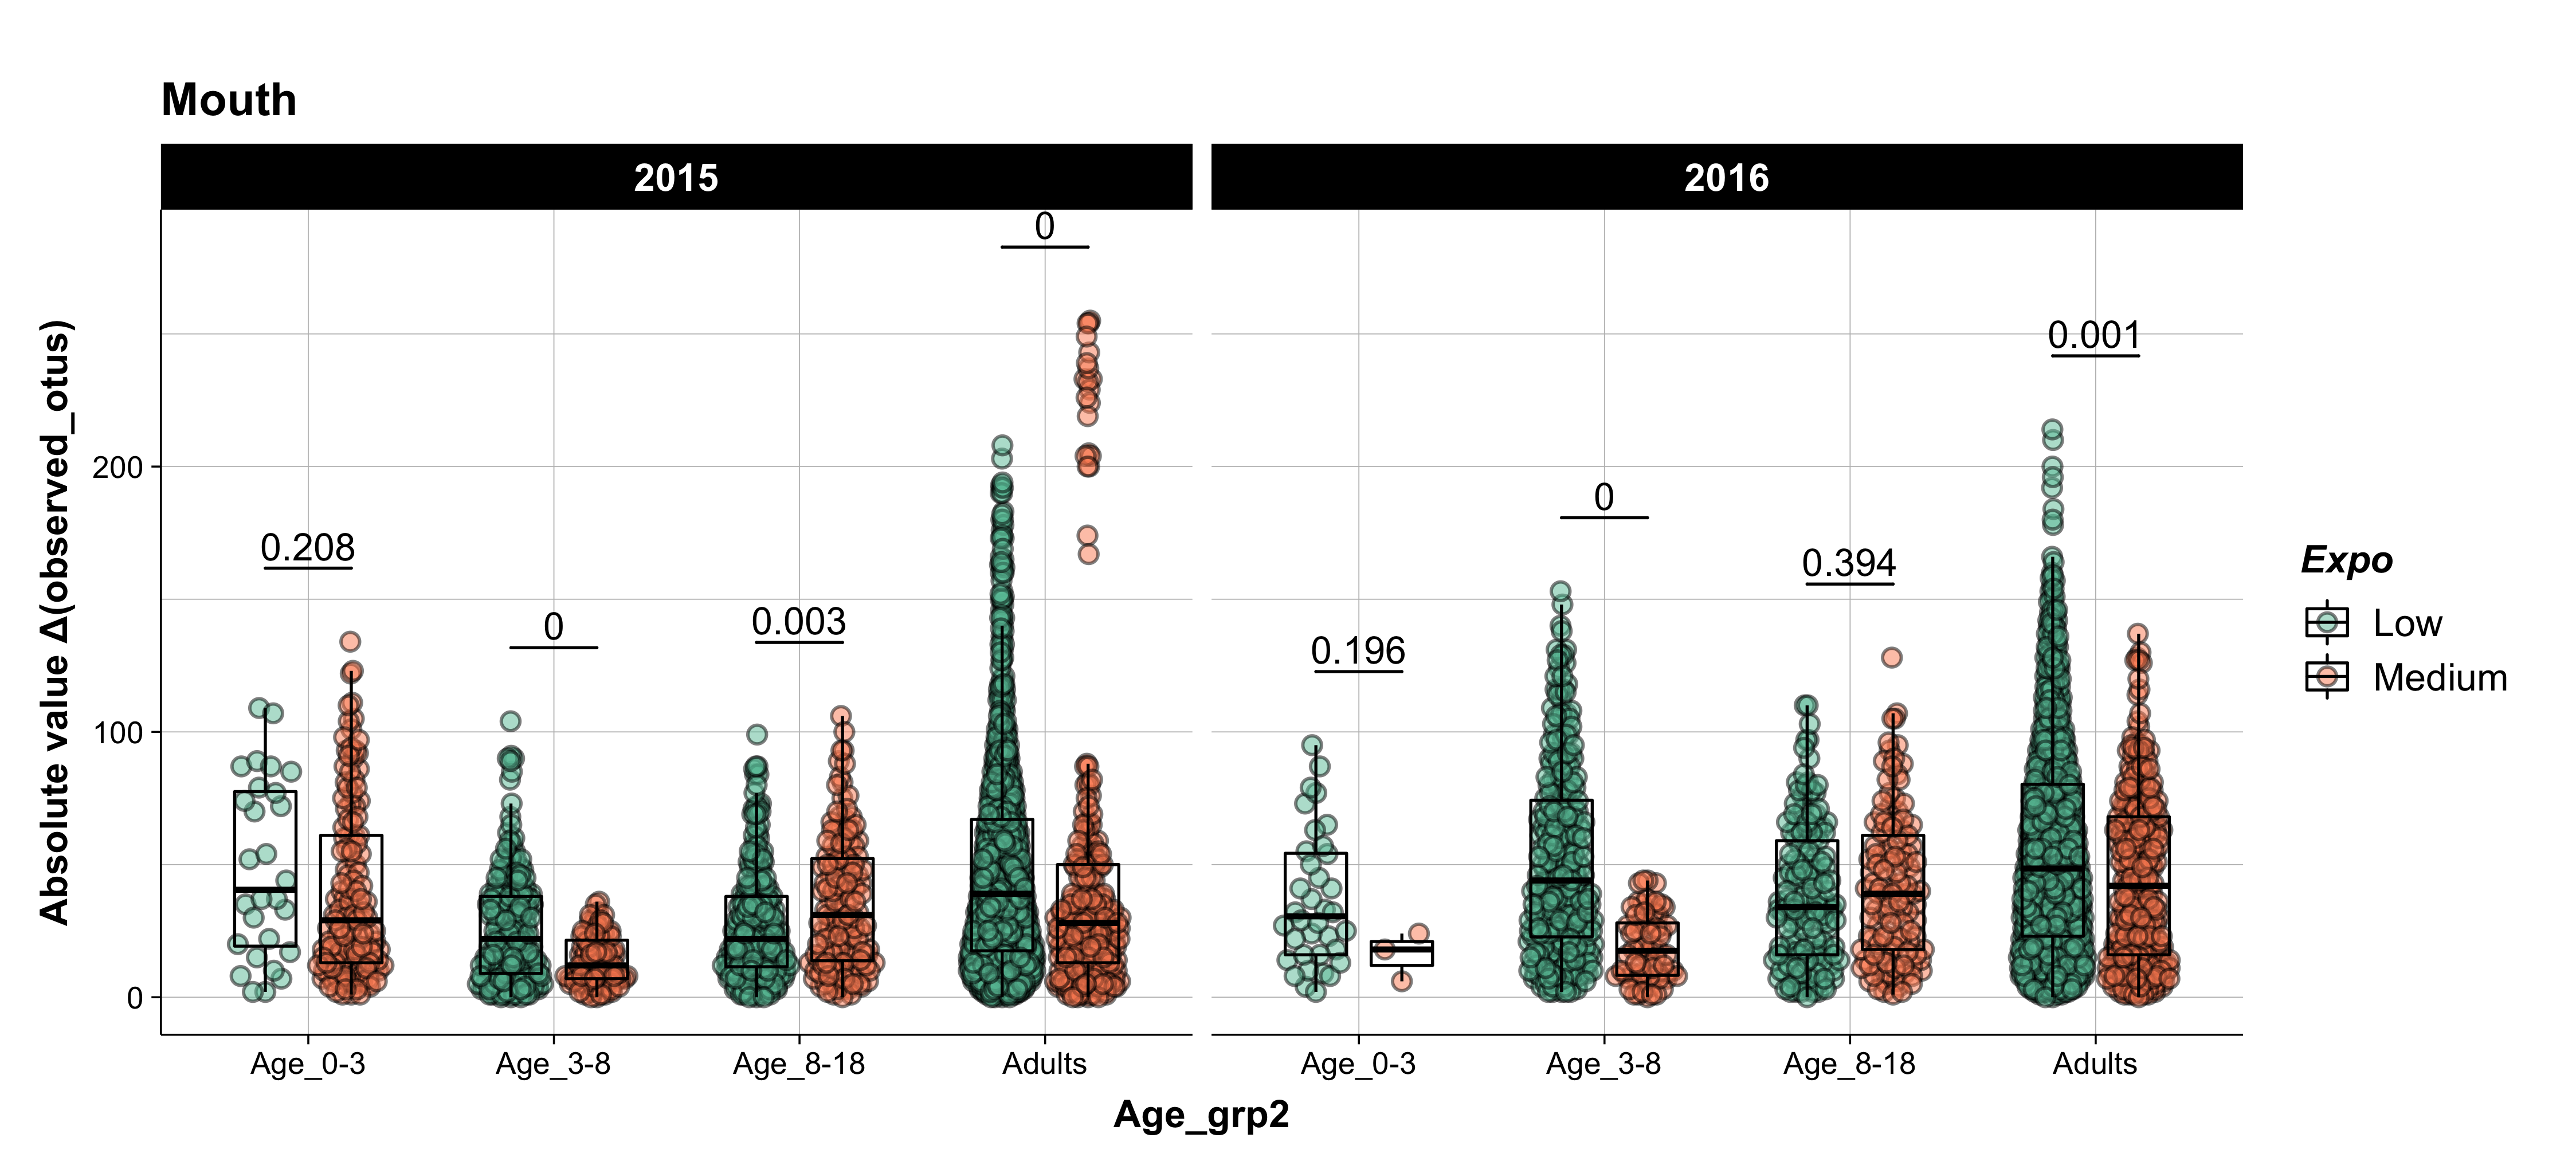 Mouth
2015
2016
0
0.208
0
0.003
0.196
0
0.394
0.001
200
100
0
Absolute value Δ(observed_otus)
Age_0-3
Age_3-8
Age_8-18
Adults
Age_0-3
Age_3-8
Age_8-18
Adults
Age_grp2
Expo
Low
Medium